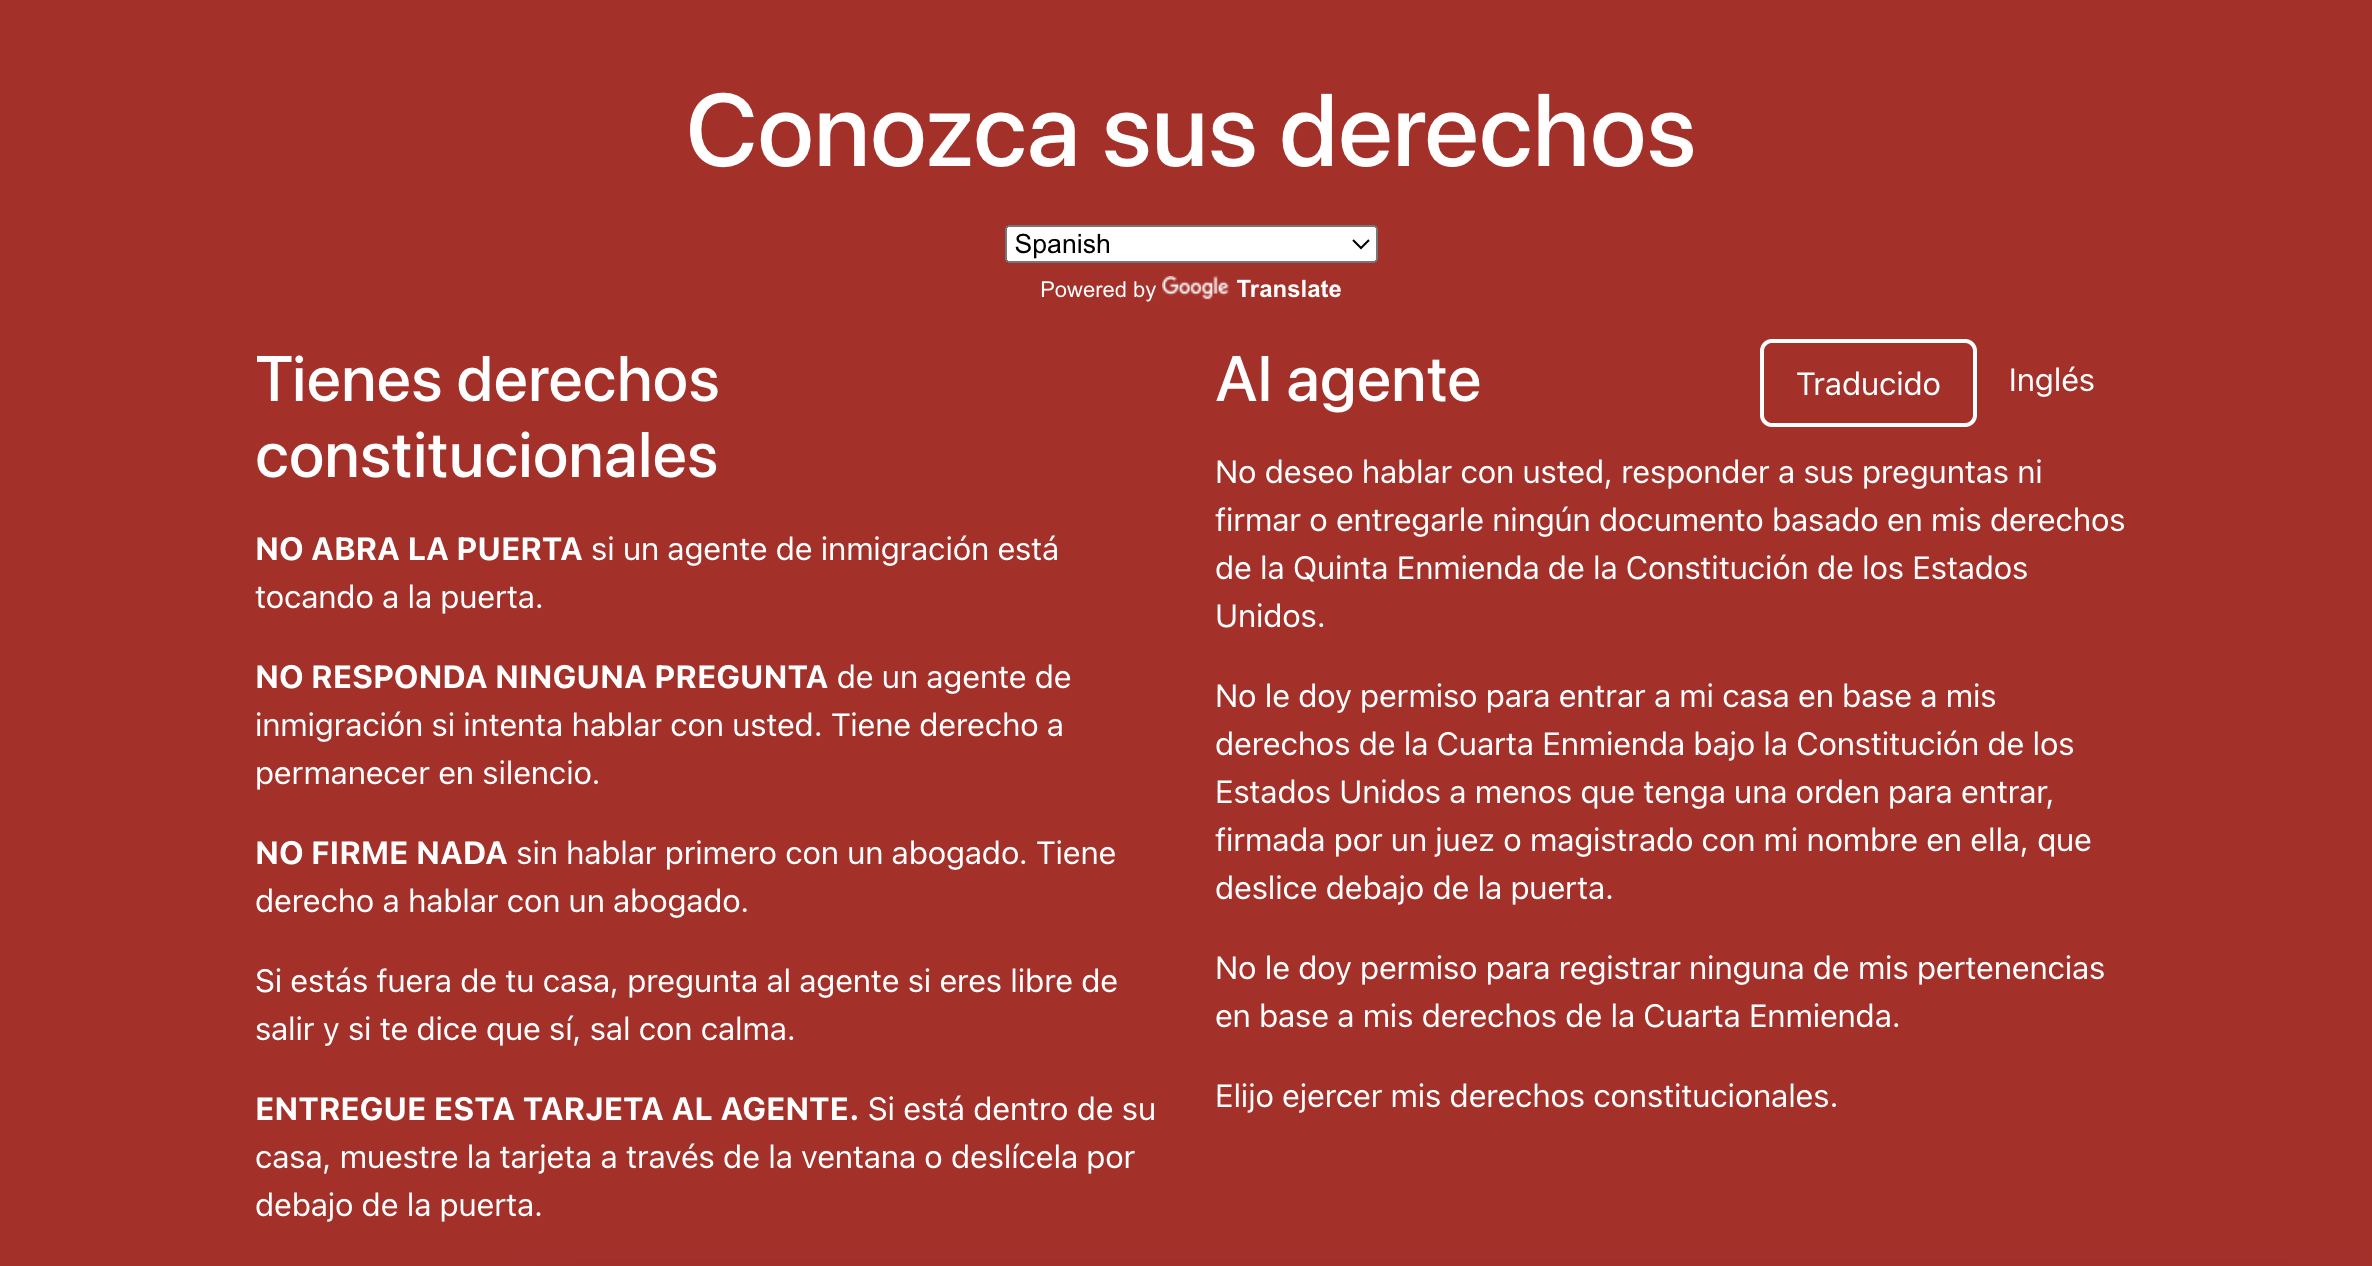 Conozca sus derechos
Spanish
Powered by Google Translate
Tienes derechos
constitucionales
NO ABRA LA PUERTA si un agente de inmigración está
tocando a la puerta.
NO RESPONDA NINGUNA PREGUNTA de un agente de
inmigración si intenta hablar con usted. Tiene derecho a
permanecer en silencio.
NO FIRME NADA sin hablar primero con un abogado. Tiene
derecho a hablar con un abogado.
Si estás fuera de tu casa, pregunta al agente si eres libre de
salir y si te dice que sí, sal con calma.
ENTREGUE ESTA TARJETA AL AGENTE. Si está dentro de su
casa, muestre la tarjeta a través de la ventana o deslícela por
debajo de la puerta.
Al agente
Traducido
Inglés
No deseo hablar con usted, responder a sus preguntas ni
firmar o entregarle ningún documento basado en mis derechos
de la Quinta Enmienda de la Constitución de los Estados
Unidos.
No le doy permiso para entrar a mi casa en base a mis
derechos de la Cuarta Enmienda bajo la Constitución de los
Estados Unidos a menos que tenga una orden para entrar,
firmada por un juez o magistrado con mi nombre en ella, que
deslice debajo de la puerta.
No le doy permiso para registrar ninguna de mis pertenencias
en base a mis derechos de la Cuarta Enmienda.
Elijo ejercer mis derechos constitucionales.